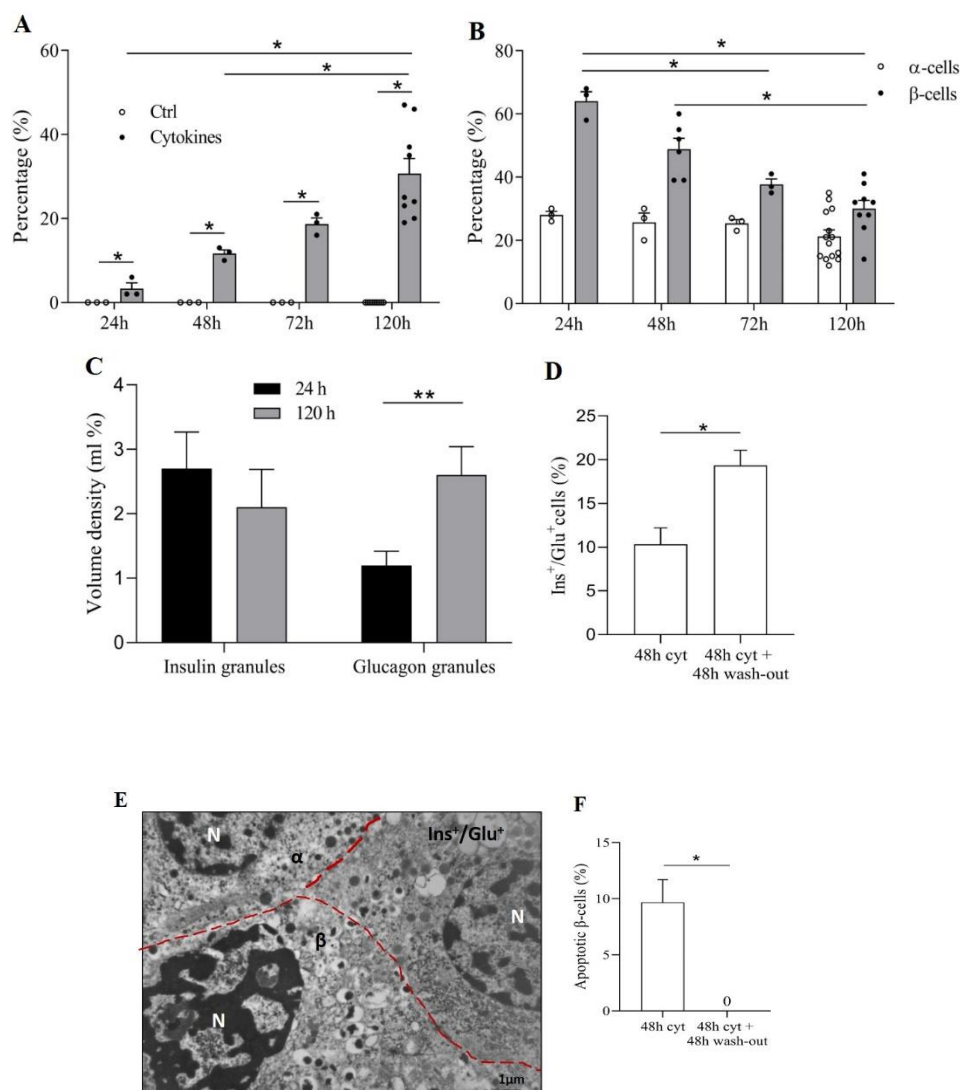 A
Percentage (%)
60
40
20
0
Ctrl
Cytokines
*
*
*
*
*
*
24h
48h
72h
120h
B
Percentage (%)
80
60
40
20
0
α-cells
β-cells
*
*
*
24h
48h
72h
120h
C
Volume density (ml %)
4
3
2
1
0
24 h
120 h
**
Insulin granules
Glucagon granules
D
Ins⁺/Glu⁺cells (%)
25
20
15
10
5
0
*
48h cyt
48h cyt +
48h wash-out
E
N
α
Ins⁺/Glu⁺
N
β
N
1μm
F
Apoptotic β-cells (%)
15
10
5
0
*
0
48h cyt
48h cyt +
48h wash-out